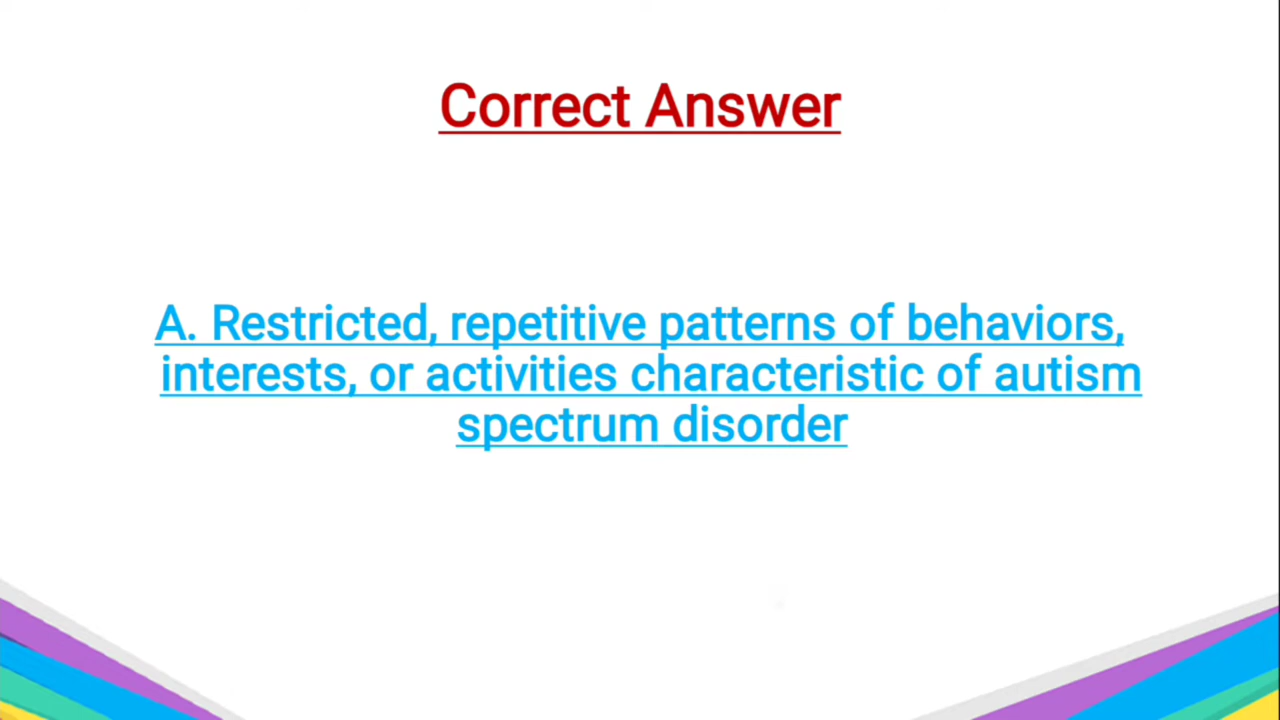 Correct Answer
A. Restricted, repetitive patterns of behaviors,
interests, or activities characteristic of autism
spectrum disorder